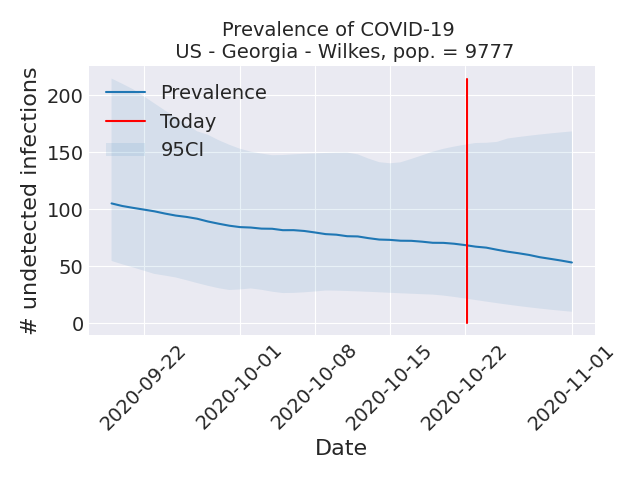 Prevalence of COVID-19
US - Georgia - Wilkes, pop. = 9777
# undetected infections
200
150
100
50
0
Prevalence
Today
95CI
2020-09-22
2020-10-01
2020-10-08
2020-10-15
2020-10-22
2020-11-01
Date